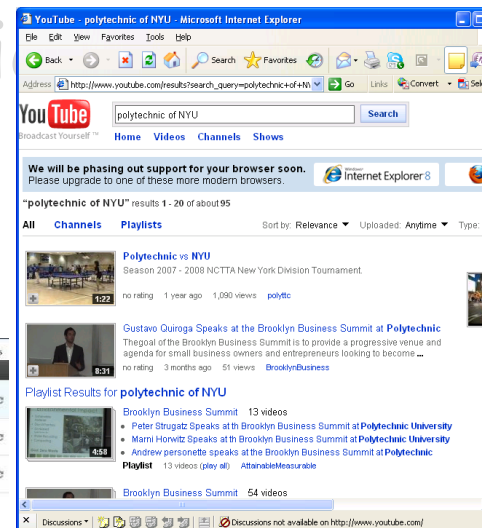 YouTube - polytechnic of NYU - Microsoft Internet Explorer
File Edit View Favorites Tools Help
Back Search Favorites
Address http://www.youtube.com/results?search_query=polytechnic+of+N Go Links Convert Sel
YouTube
Broadcast Yourself ™
polytechnic of NYU Search
Home Videos Channels Shows
We will be phasing out support for your browser soon.
Please upgrade to one of these more modern browsers.
Windows Internet Explorer 8
"polytechnic of NYU" results 1 - 20 of about 95
All Channels Playlists Sort by: Relevance ▼ Uploaded: Anytime ▼ Type:
Polytechnic vs NYU
Season 2007 - 2008 NCTTA New York Division Tournament.
1:22
no rating 1 year ago 1,090 views polyttc
Gustavo Quiroga Speaks at the Brooklyn Business Summit at Polytechnic
Thegoal of the Brooklyn Business Summit is to provide a progressive venue and
agenda for small business owners and entrepreneurs looking to become ...
8:31
no rating 3 months ago 51 views BrooklynBusiness
Playlist Results for polytechnic of NYU
Brooklyn Business Summit 13 videos
• Peter Strugatz Speaks at th Brooklyn Business Summit at Polytechnic University
• Marni Horwitz Speaks at th Brooklyn Business Summit at Polytechnic University
• Andrew personette speaks at the Brooklyn Business Summit at Polytechnic
4:58
Playlist 13 videos (play all) AttainableMeasurable
Brooklyn Business Summit 54 videos
Discussions Discussions not available on http://www.youtube.com/